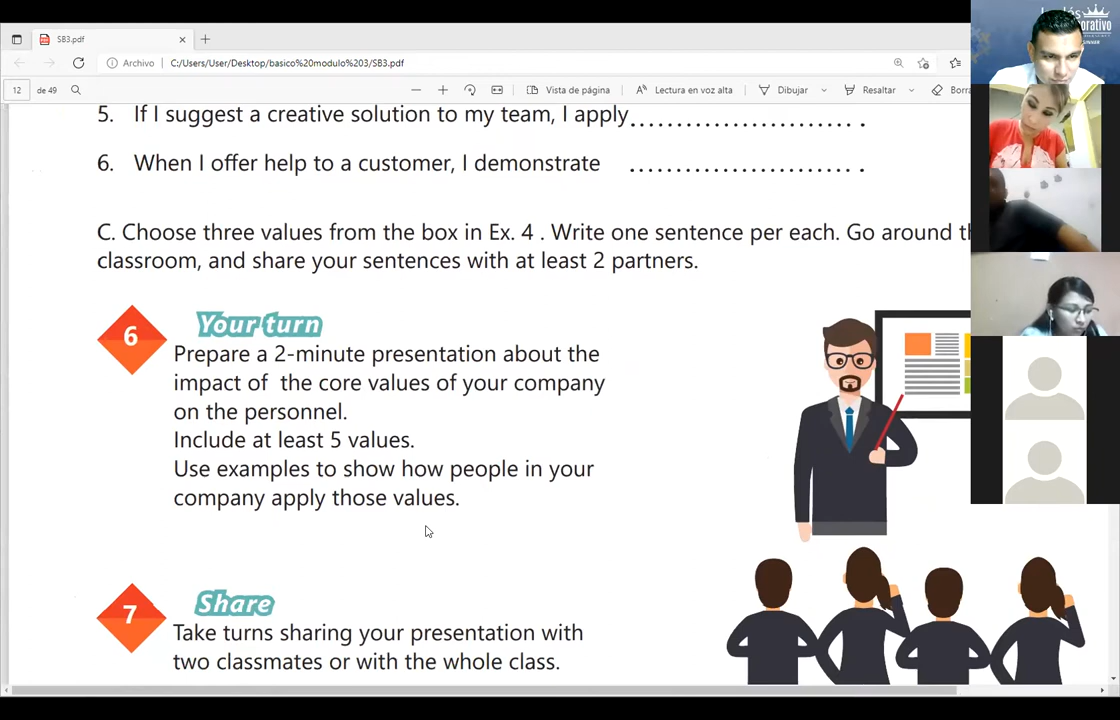 SB3.pdf
Archivo
C:/Users/User/Desktop/basico%20modulo%203/SB3.pdf
12
de 49
Vista de página
Lectura en voz alta
Dibujar
Resaltar
5. If I suggest a creative solution to my team, I apply........................ .
6. When I offer help to a customer, I demonstrate ........................ .
C. Choose three values from the box in Ex. 4 . Write one sentence per each. Go around
classroom, and share your sentences with at least 2 partners.
6
Your turn
Prepare a 2-minute presentation about the
impact of the core values of your company
on the personnel.
Include at least 5 values.
Use examples to show how people in your
company apply those values.
7
Share
Take turns sharing your presentation with
two classmates or with the whole class.